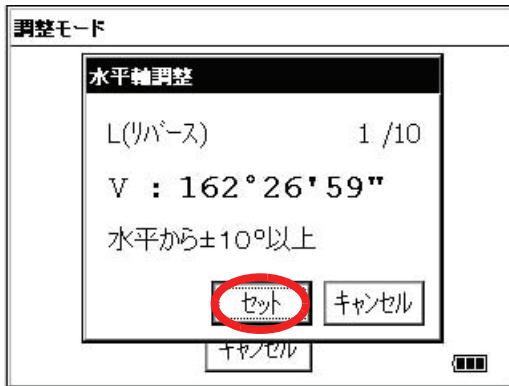 調整モード
水平軸調整
L(リバース) 1 /10
V : 162°26'59"
水平から±10°以上
セット キャンセル
キャンセル